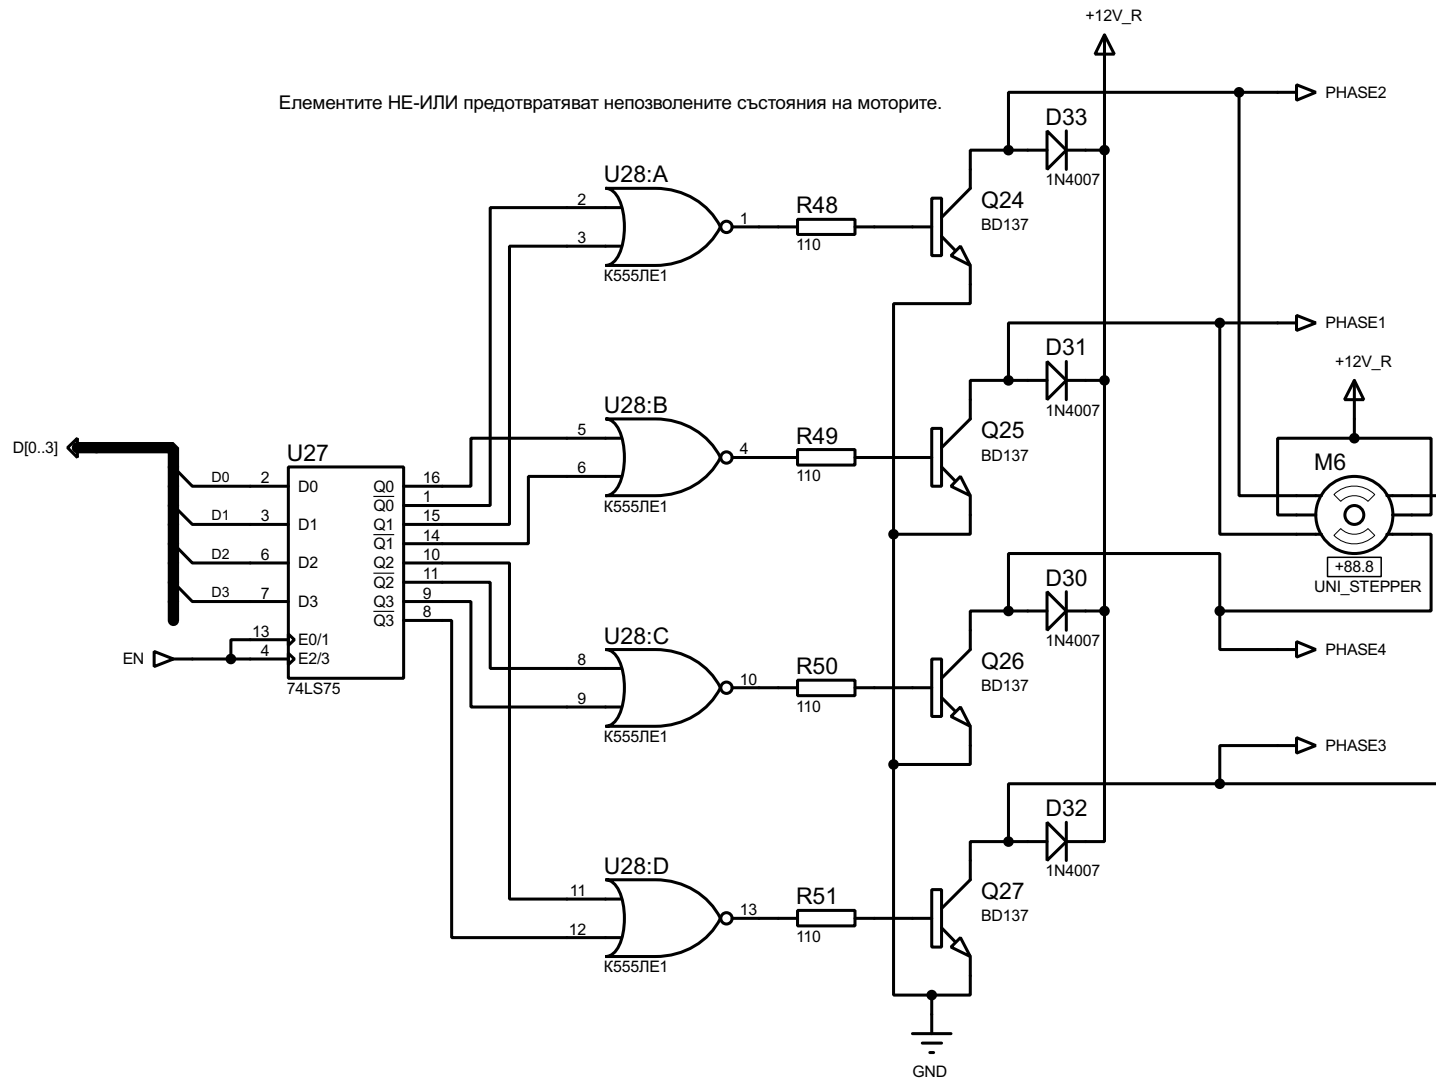 +12V_R
Елементите НЕ-ИЛИ предотвратяват непозволените състояния на моторите.
PHASE2
D33
1N4007
U28:A
2
3
1
К555ЛЕ1
R48
110
Q24
BD137
PHASE1
D31
1N4007
+12V_R
U28:B
5
6
4
К555ЛЕ1
R49
110
Q25
BD137
M6
+88.8
UNI_STEPPER
D[0..3]
U27
D0 2 D0 Q0 16
Q0 1
D1 3 D1 Q1 15
Q1 14
D2 6 D2 Q2 10
Q2 11
D3 7 D3 Q3 9
Q3 8
13 E0/1
EN 4 E2/3
74LS75
D30
1N4007
U28:C
8
9
10
К555ЛЕ1
R50
110
Q26
BD137
PHASE4
PHASE3
D32
1N4007
U28:D
11
12
13
К555ЛЕ1
R51
110
Q27
BD137
GND